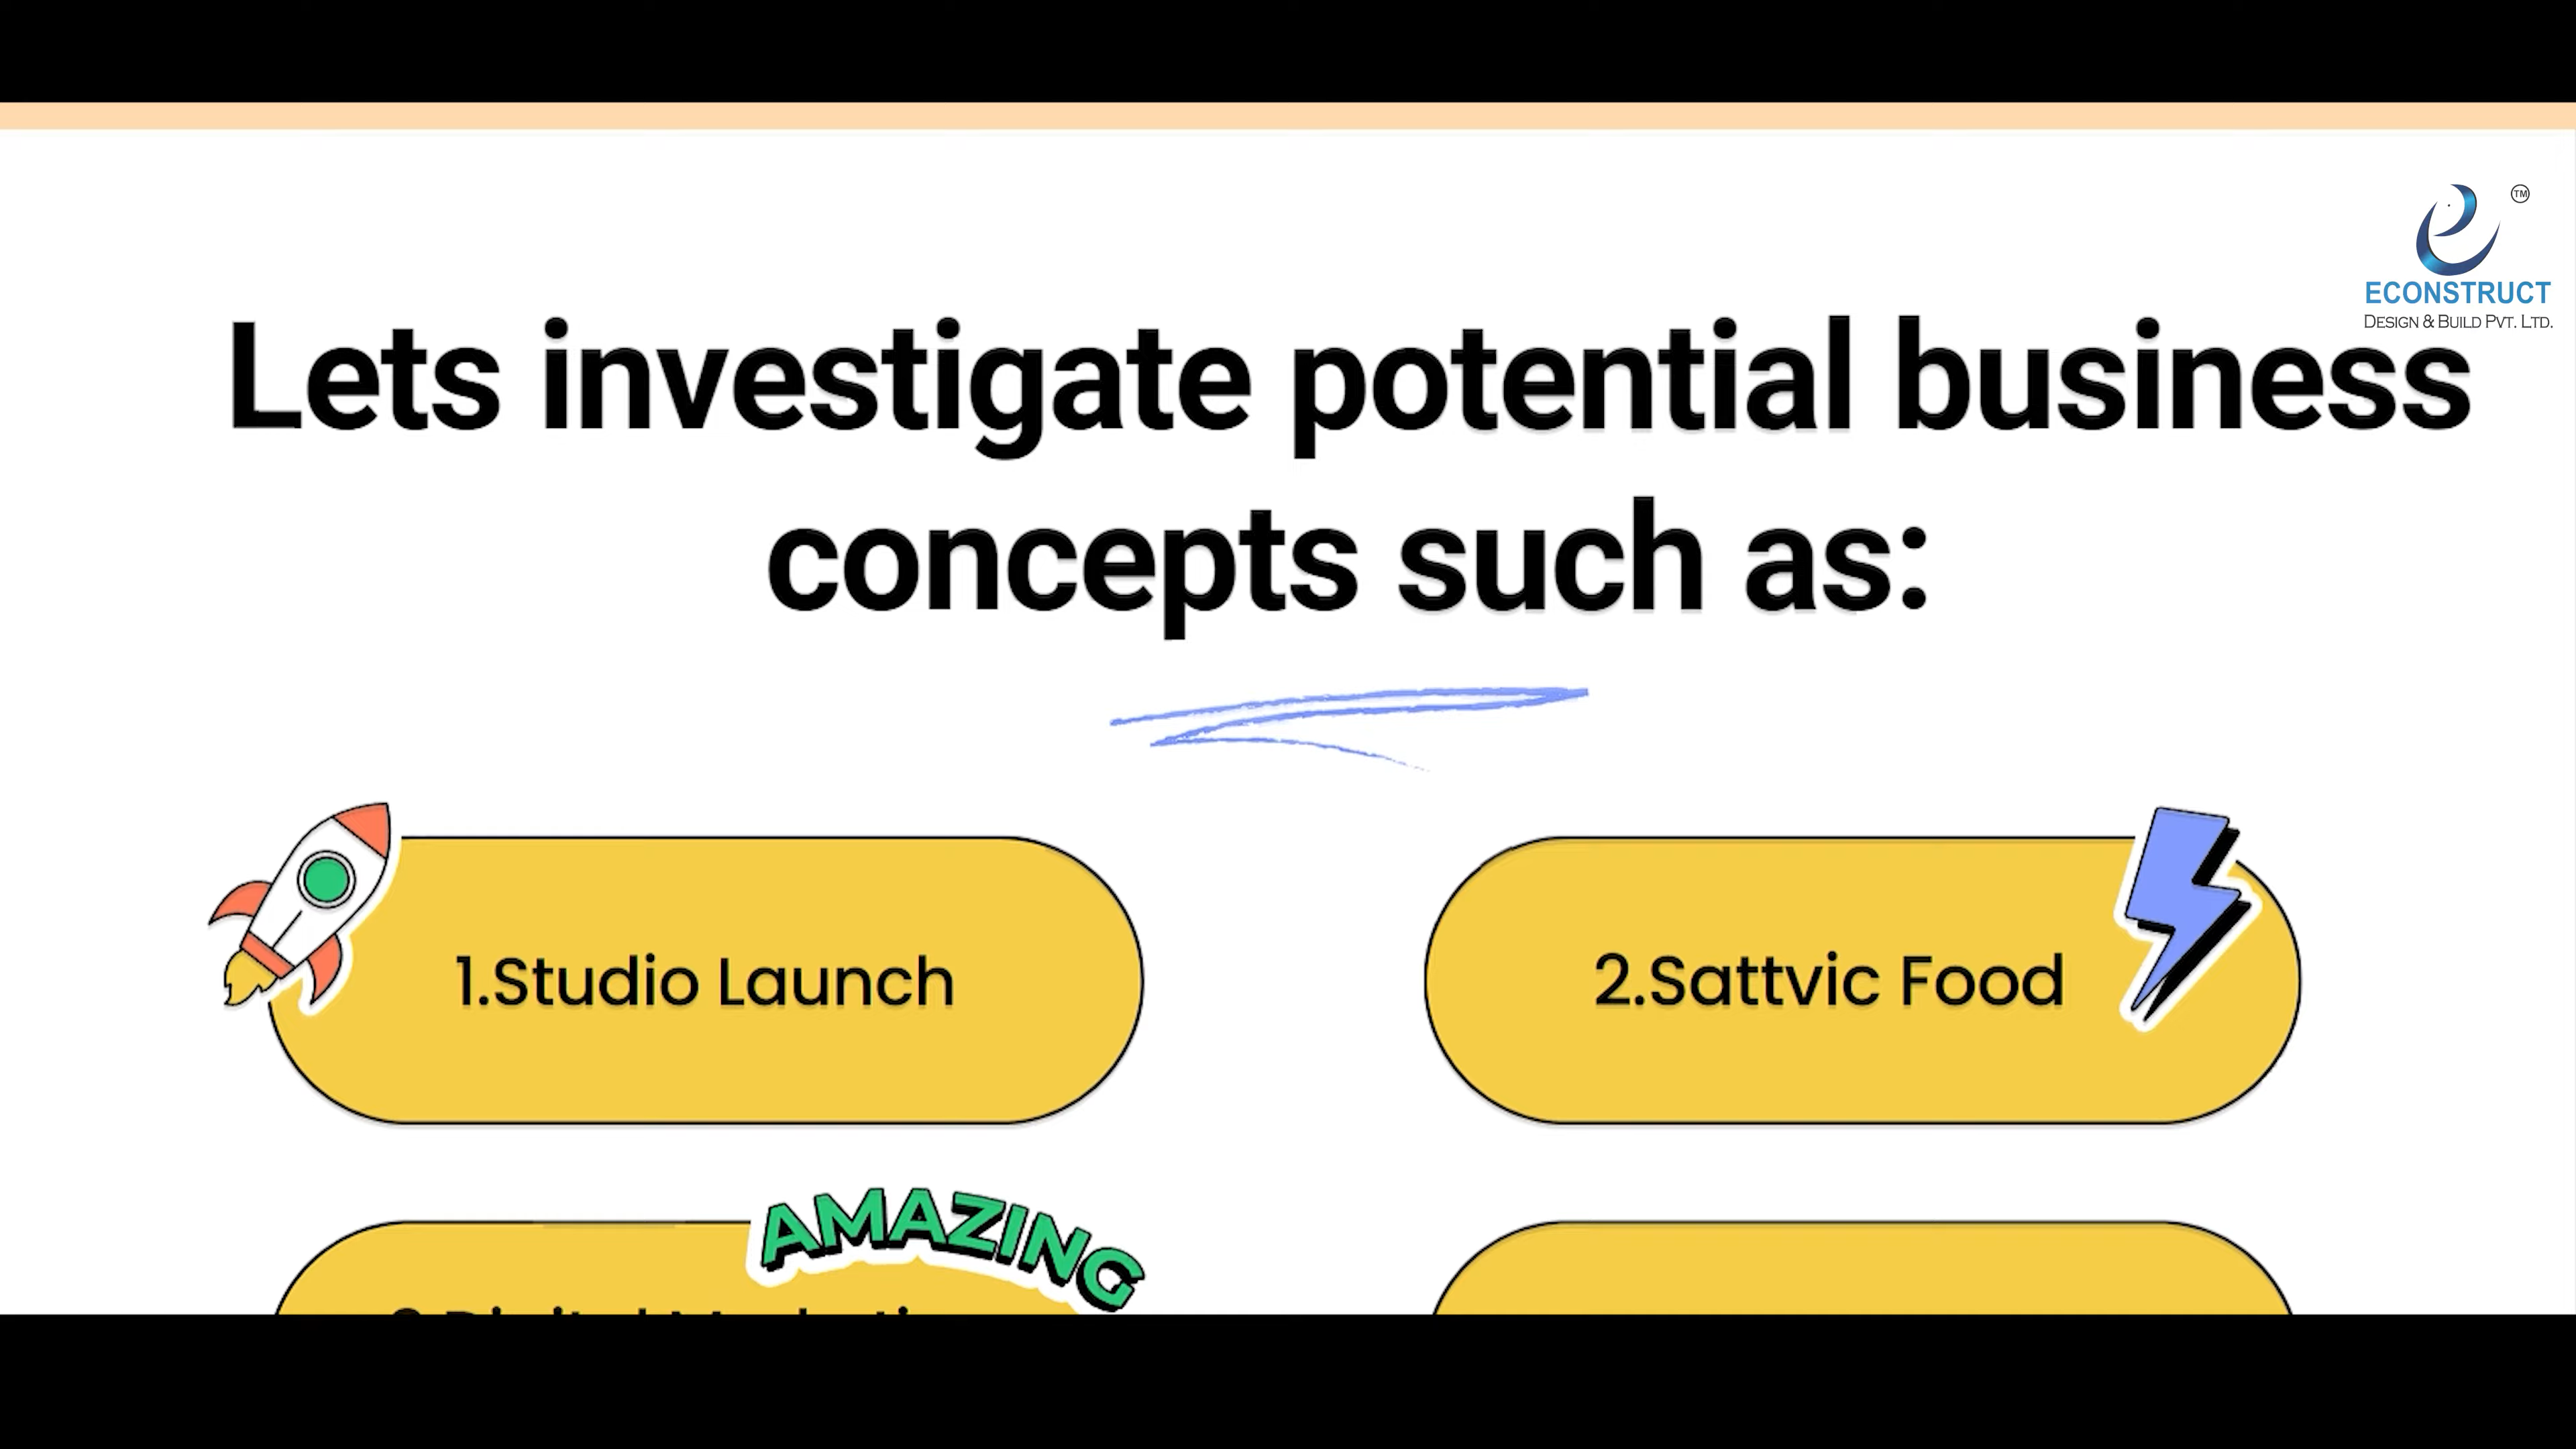 TM
ECONSTRUCT
DESIGN & BUILD PVT. LTD.
Lets investigate potential business
concepts such as:
1.Studio Launch
2.Sattvic Food
AMAZING